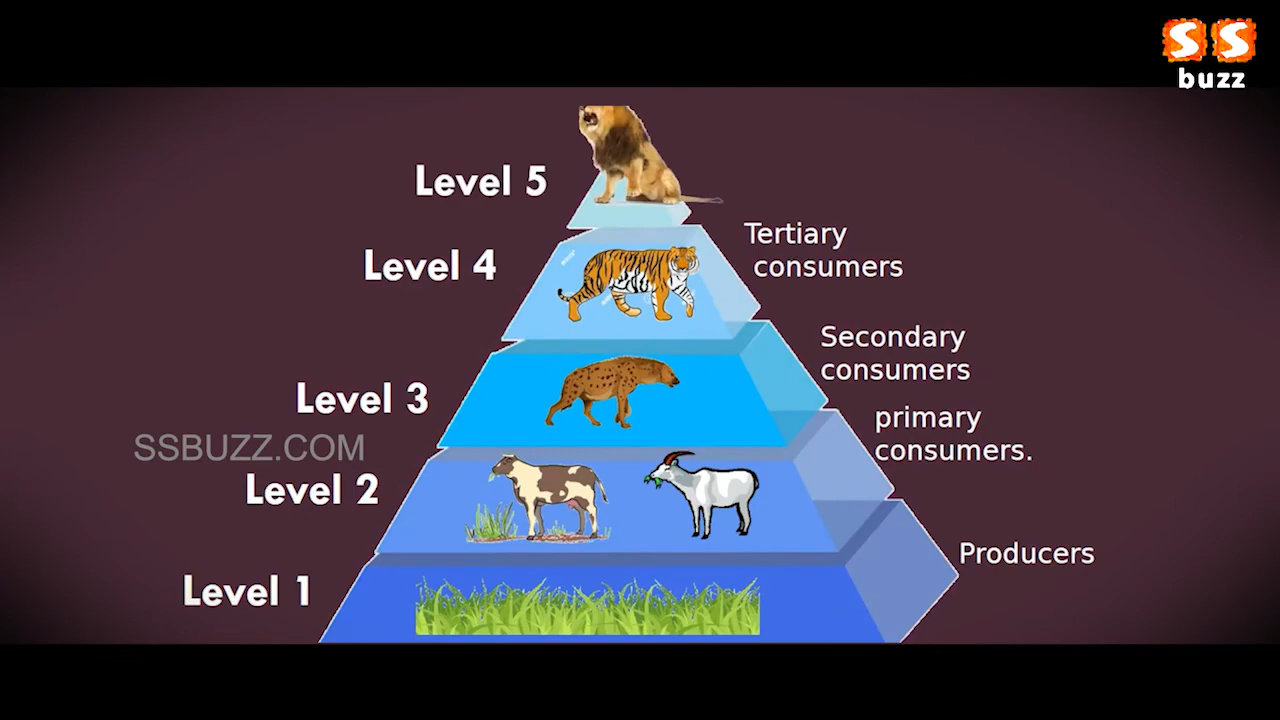 S S
buzz
Level 5
Tertiary
consumers
Level 4
Secondary
consumers
Level 3
primary
consumers.
SSBUZZ.COM
Level 2
Producers
Level 1